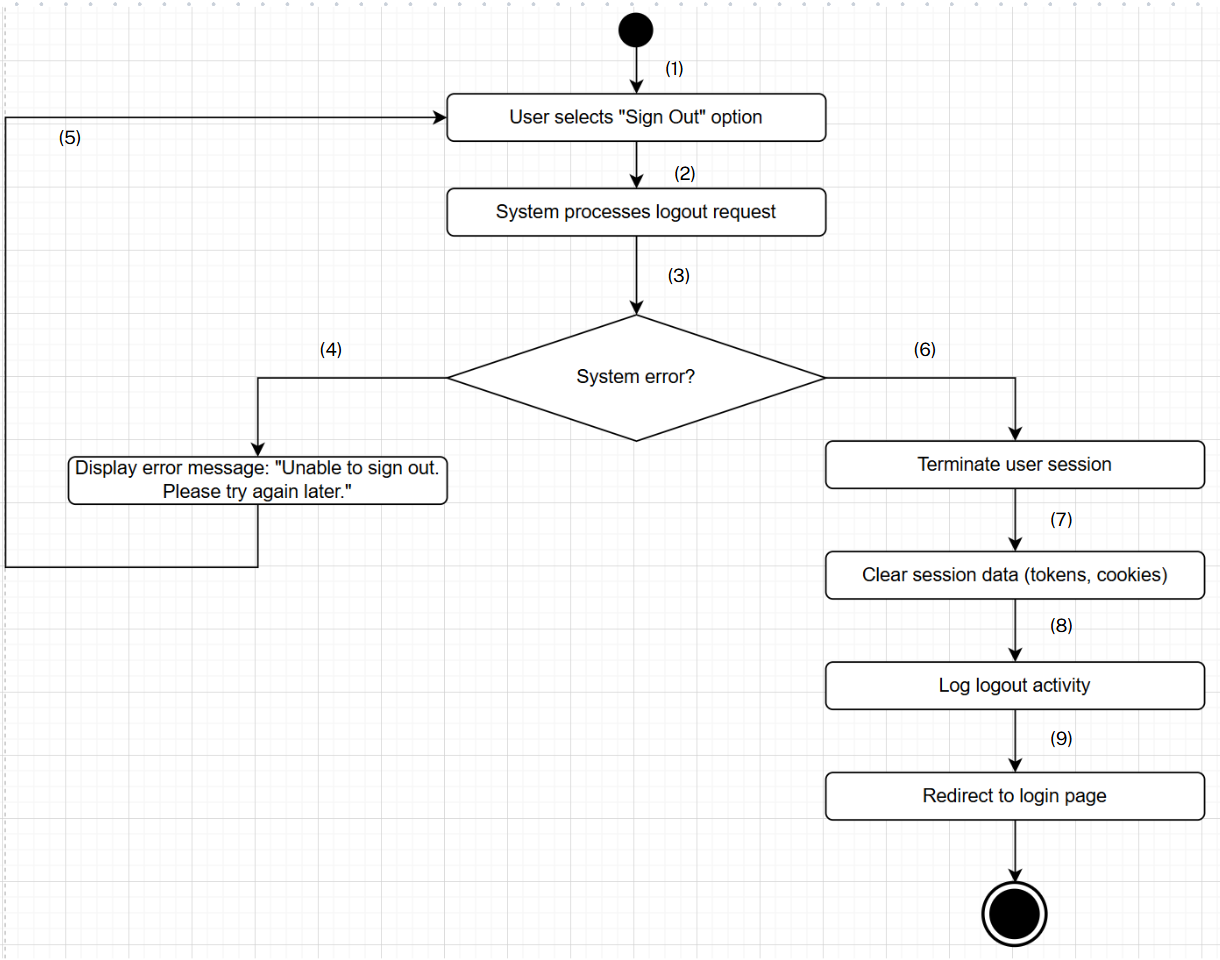 (1)
User selects "Sign Out" option
(5)
(2)
System processes logout request
(3)
(4)
(6)
System error?
Display error message: "Unable to sign out.
Please try again later."
Terminate user session
(7)
Clear session data (tokens, cookies)
(8)
Log logout activity
(9)
Redirect to login page